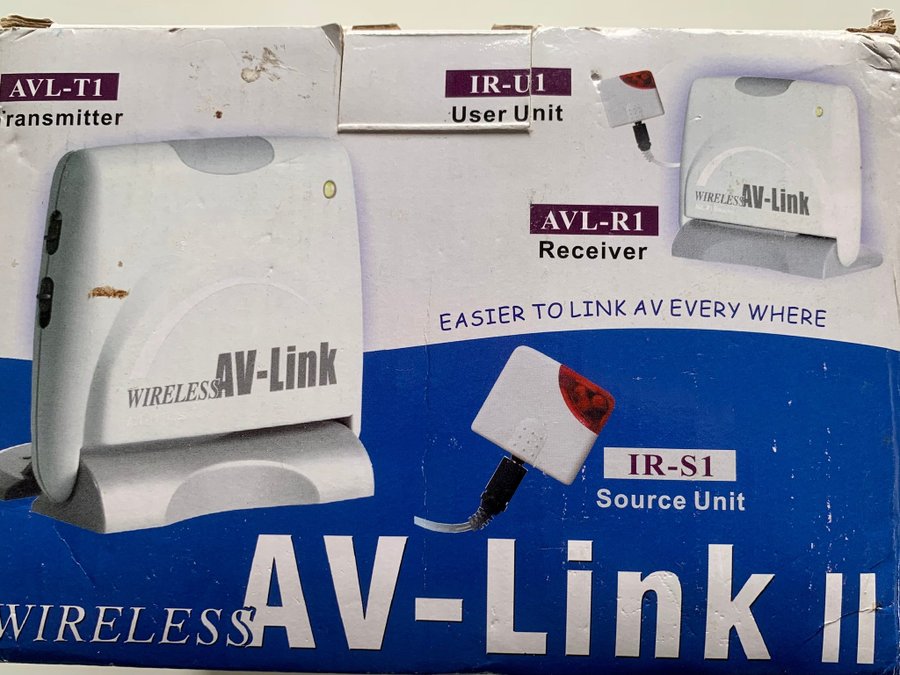 AVL-T1
ransmitter
IR-U1
User Unit
WIRELESS AV-Link
AVL-R1
Receiver
EASIER TO LINK AV EVERY WHERE
WIRELESS AV-Link
IR-S1
Source Unit
WIRELESS AV-Link II